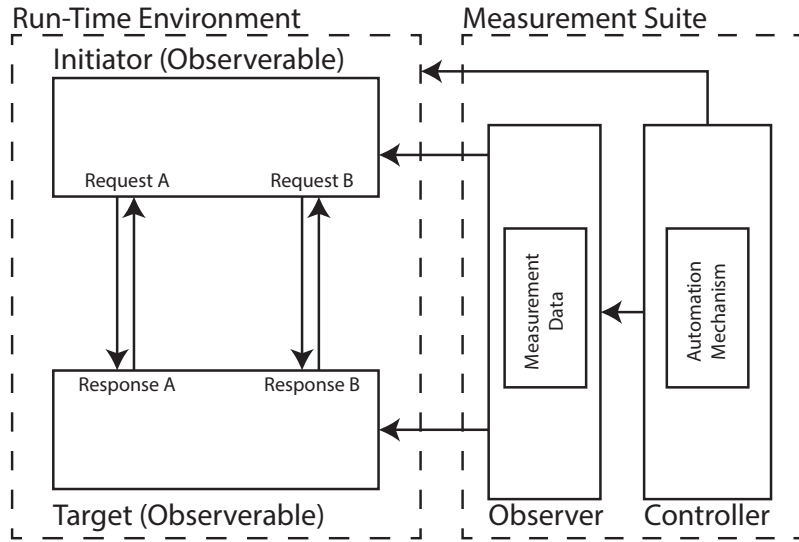 Run-Time Environment
Measurement Suite
Initiator (Observerable)
Request A
Request B
Measurement
Data
Automation
Mechanism
Response A
Response B
Target (Observerable)
Observer
Controller